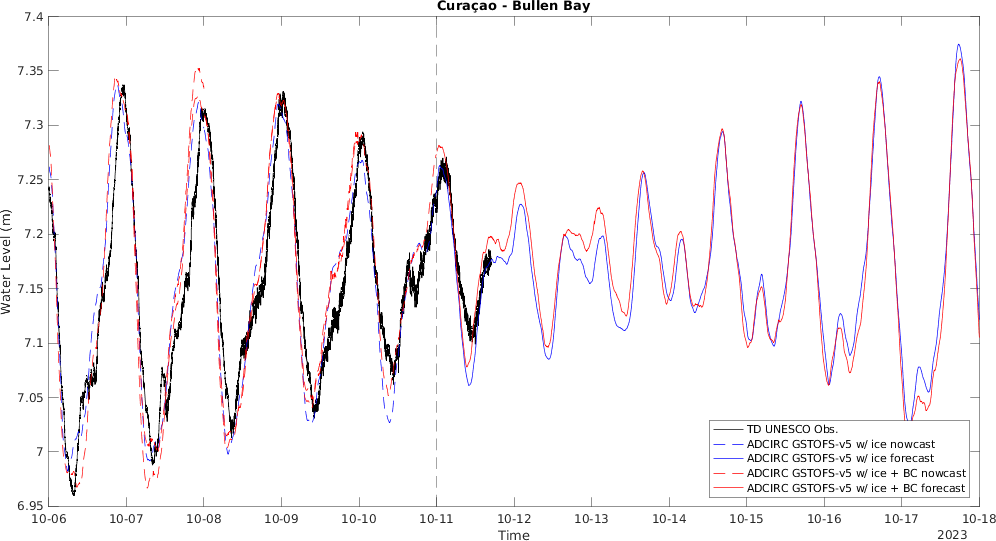 Curaçao - Bullen Bay
7.4
7.35
7.3
7.25
7.2
7.15
7.1
7.05
7
6.95
Water Level (m)
TD UNESCO Obs.
ADCIRC GSTOFS-v5 w/ ice nowcast
ADCIRC GSTOFS-v5 w/ ice forecast
ADCIRC GSTOFS-v5 w/ ice + BC nowcast
ADCIRC GSTOFS-v5 w/ ice + BC forecast
10-06 10-07 10-08 10-09 10-10 10-11 10-12 10-13 10-14 10-15 10-16 10-17 10-18
Time
2023